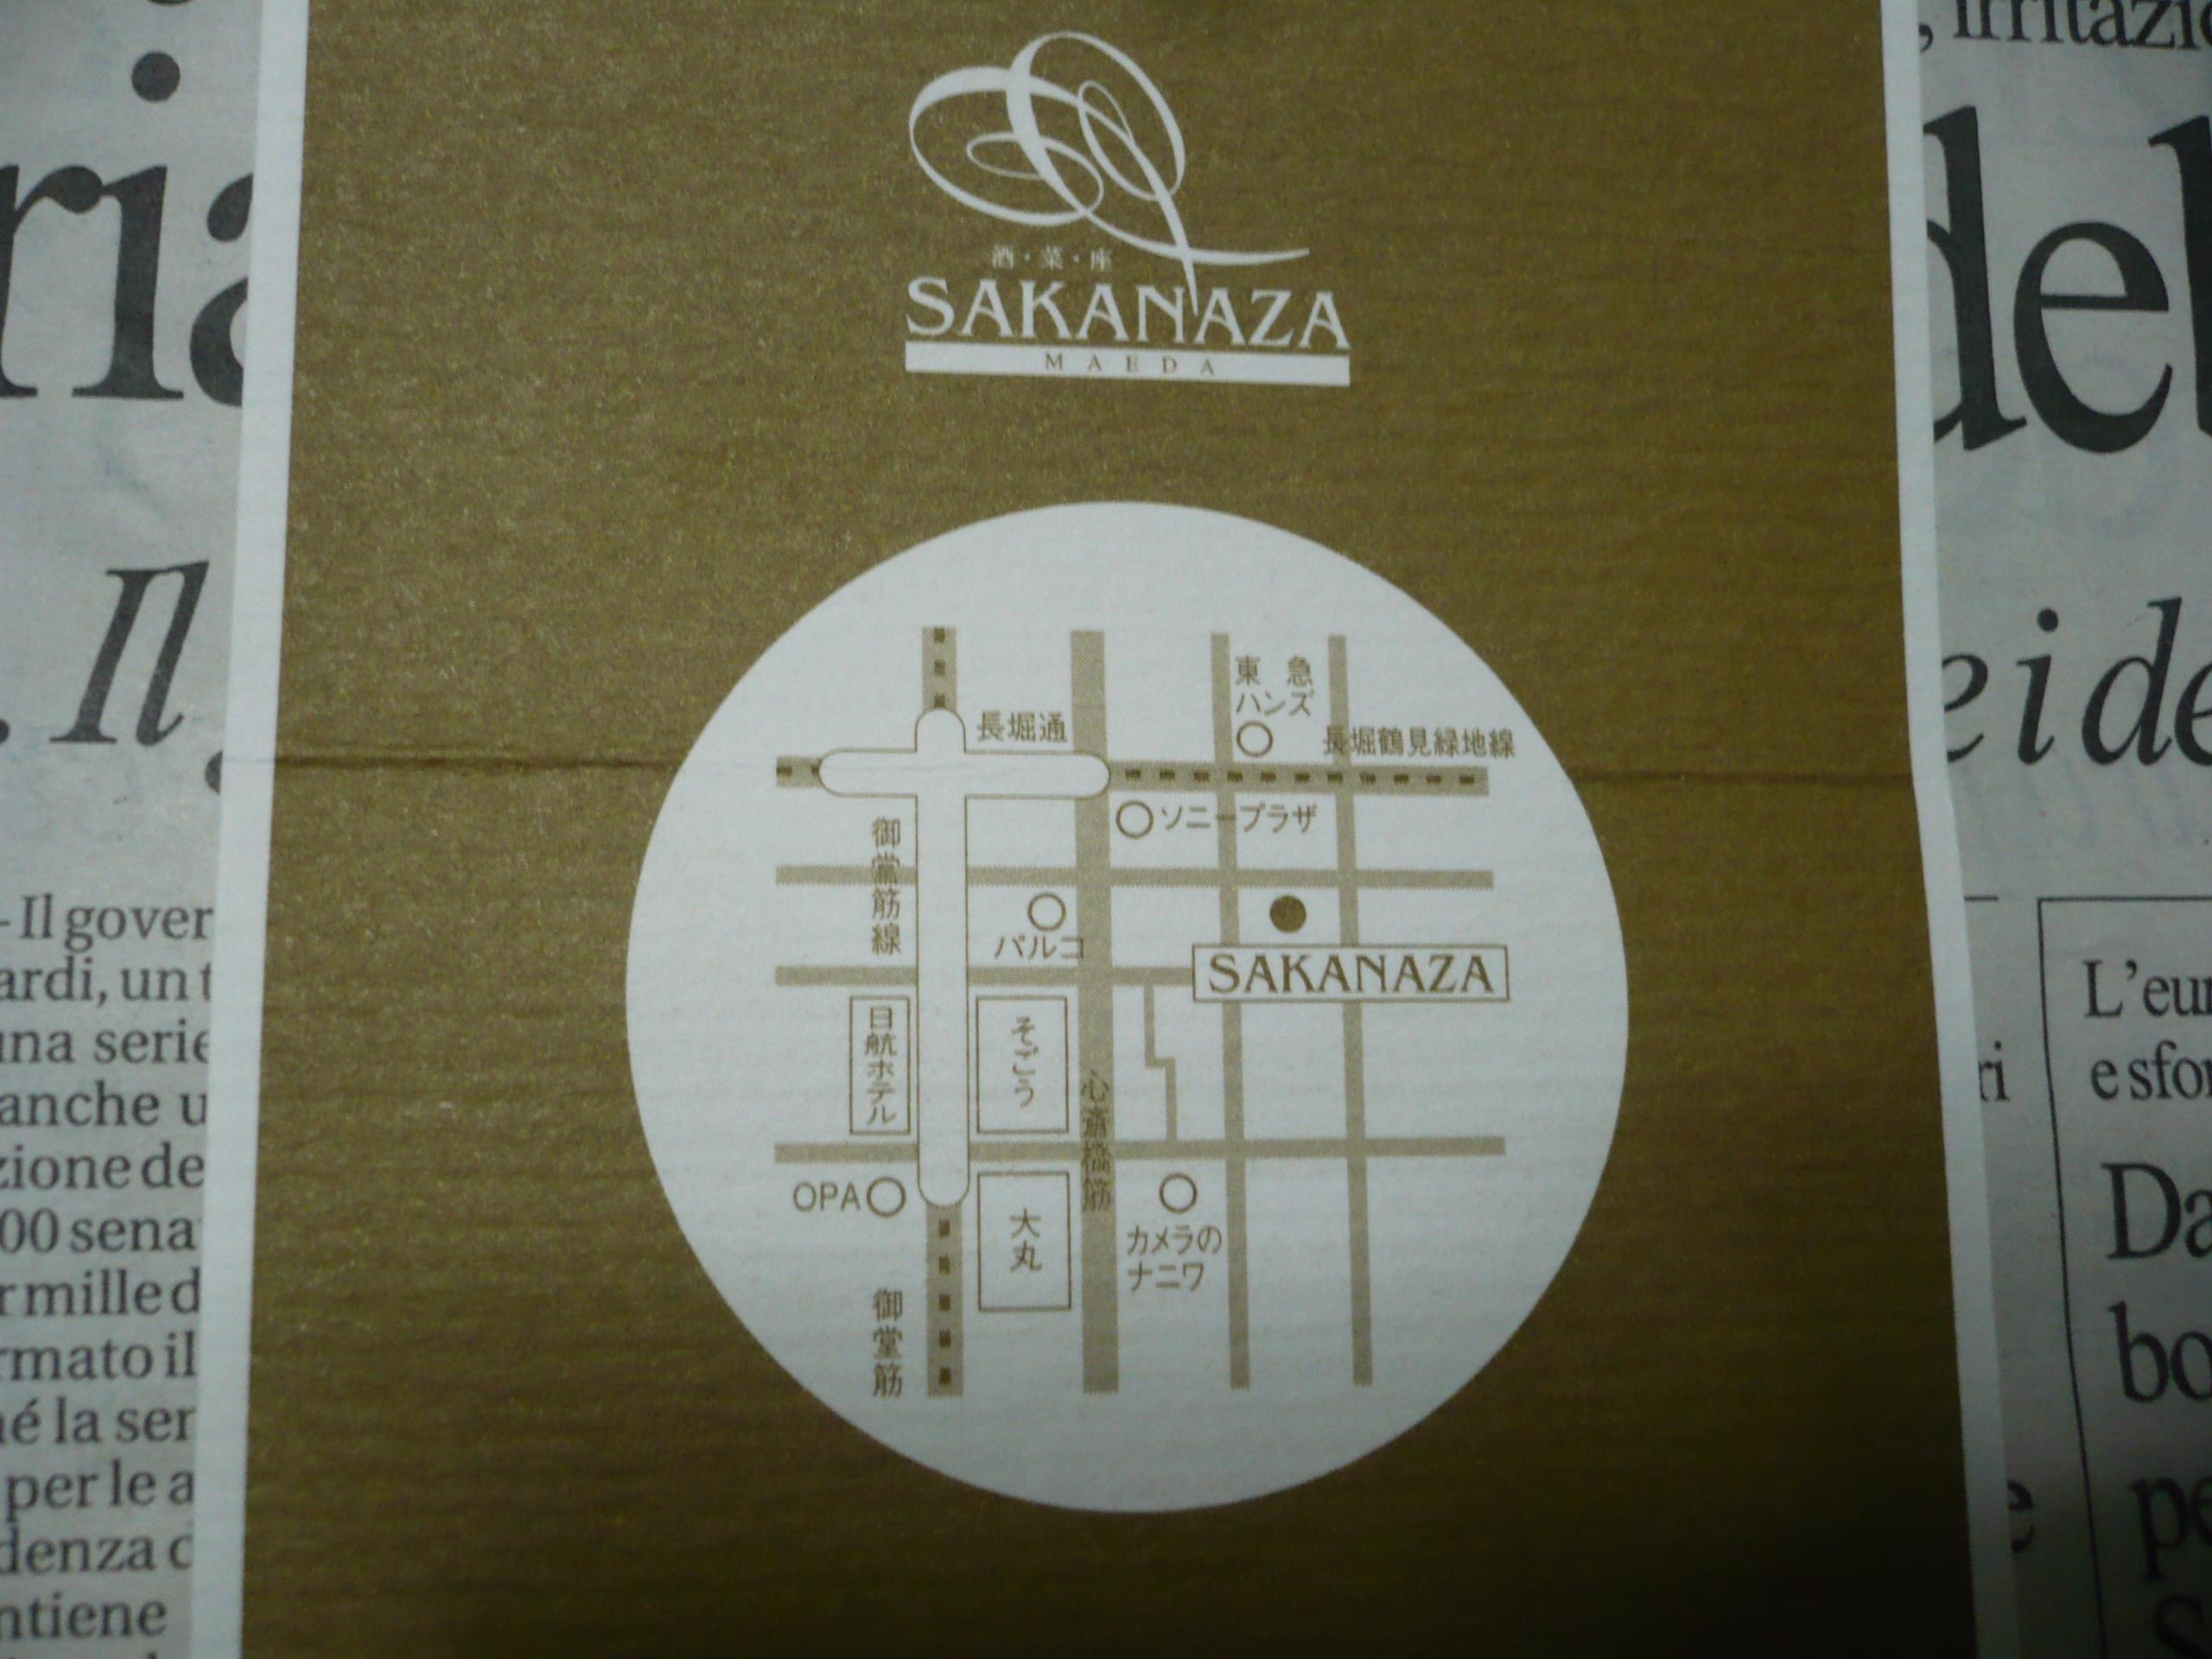 , irritazio
ria
del
. Il
ei de
酒・菜・座
SAKANAZA
MAEDA
東急
ハンズ
長堀通
長堀鶴見緑地線
ソニープラザ
御堂筋線
パルコ
SAKANAZA
日航ホテル
そごう
心斎橋筋
OPA
大丸
カメラの
ナニワ
御堂筋
- Il gover
ardi, un t
una serie
anche u
zione de
00 sena
r mille d
rmato il
né la ser
per le a
denza d
ntiene
ri
e
L'eur
e sfor
Da
bo
pe
S